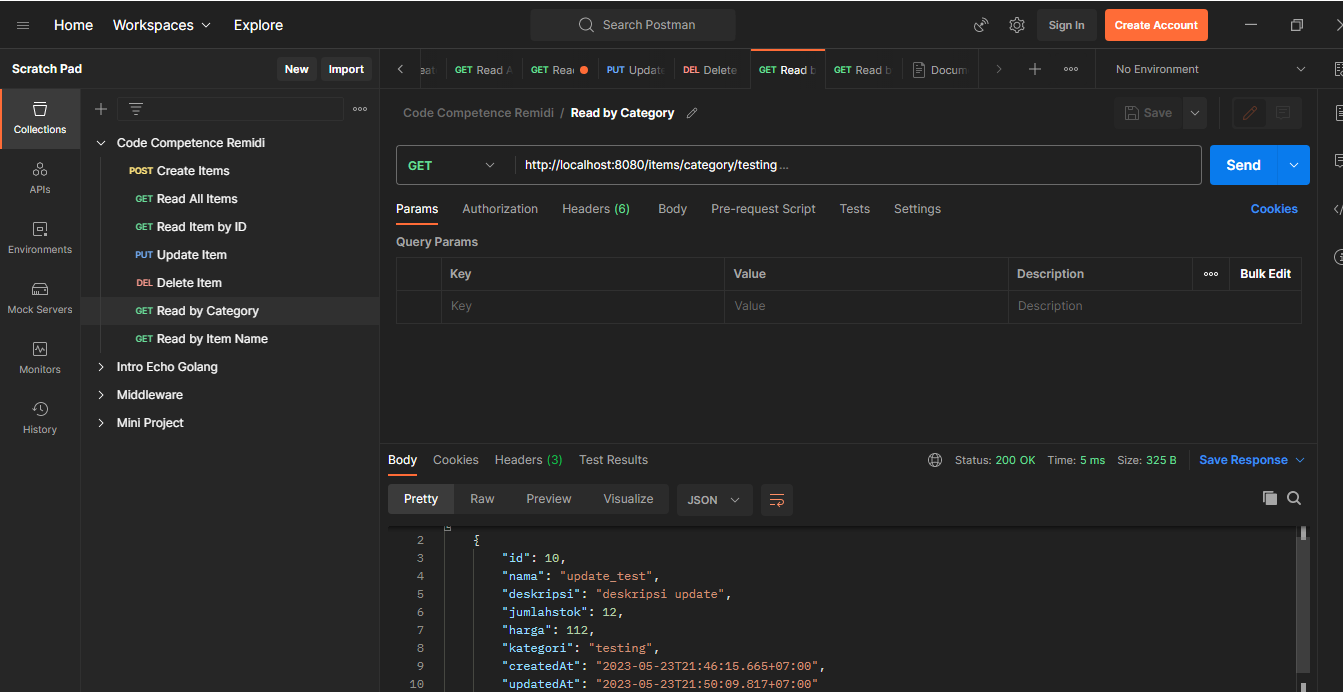 Home Workspaces Explore Search Postman Sign In Create Account
Scratch Pad New Import
GET Read GET Rea PUT Update DEL Delete GET Read b GET Read b Docum No Environment
Collections
APIs
Environments
Mock Servers
Monitors
History
Code Competence Remidi
POST Create Items
GET Read All Items
GET Read Item by ID
PUT Update Item
DEL Delete Item
GET Read by Category
GET Read by Item Name
Intro Echo Golang
Middleware
Mini Project
Code Competence Remidi / Read by Category Save
GET http://localhost:8080/items/category/testing ... Send
Params Authorization Headers (6) Body Pre-request Script Tests Settings Cookies
Query Params
Key Value Description Bulk Edit
Key Value Description
Body Cookies Headers (3) Test Results Status: 200 OK Time: 5 ms Size: 325 B Save Response
Pretty Raw Preview Visualize JSON
2 {
3 "id": 10,
4 "nama": "update_test",
5 "deskripsi": "deskripsi update",
6 "jumlahstok": 12,
7 "harga": 112,
8 "kategori": "testing",
9 "createdAt": "2023-05-23T21:46:15.665+07:00",
10 "updatedAt": "2023-05-23T21:50:09.817+07:00"